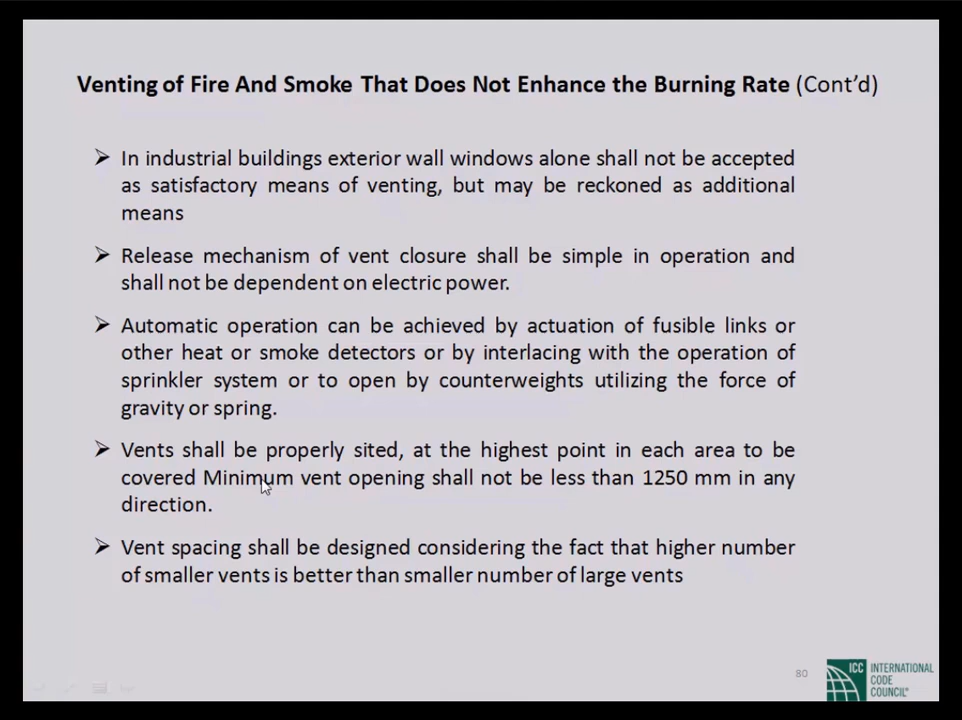 Venting of Fire And Smoke That Does Not Enhance the Burning Rate (Cont'd)
➢ In industrial buildings exterior wall windows alone shall not be accepted
as satisfactory means of venting, but may be reckoned as additional
means
➢ Release mechanism of vent closure shall be simple in operation and
shall not be dependent on electric power.
➢ Automatic operation can be achieved by actuation of fusible links or
other heat or smoke detectors or by interlacing with the operation of
sprinkler system or to open by counterweights utilizing the force of
gravity or spring.
➢ Vents shall be properly sited, at the highest point in each area to be
covered Minimum vent opening shall not be less than 1250 mm in any
direction.
➢ Vent spacing shall be designed considering the fact that higher number
of smaller vents is better than smaller number of large vents
80
ICC INTERNATIONAL
CODE
COUNCIL®